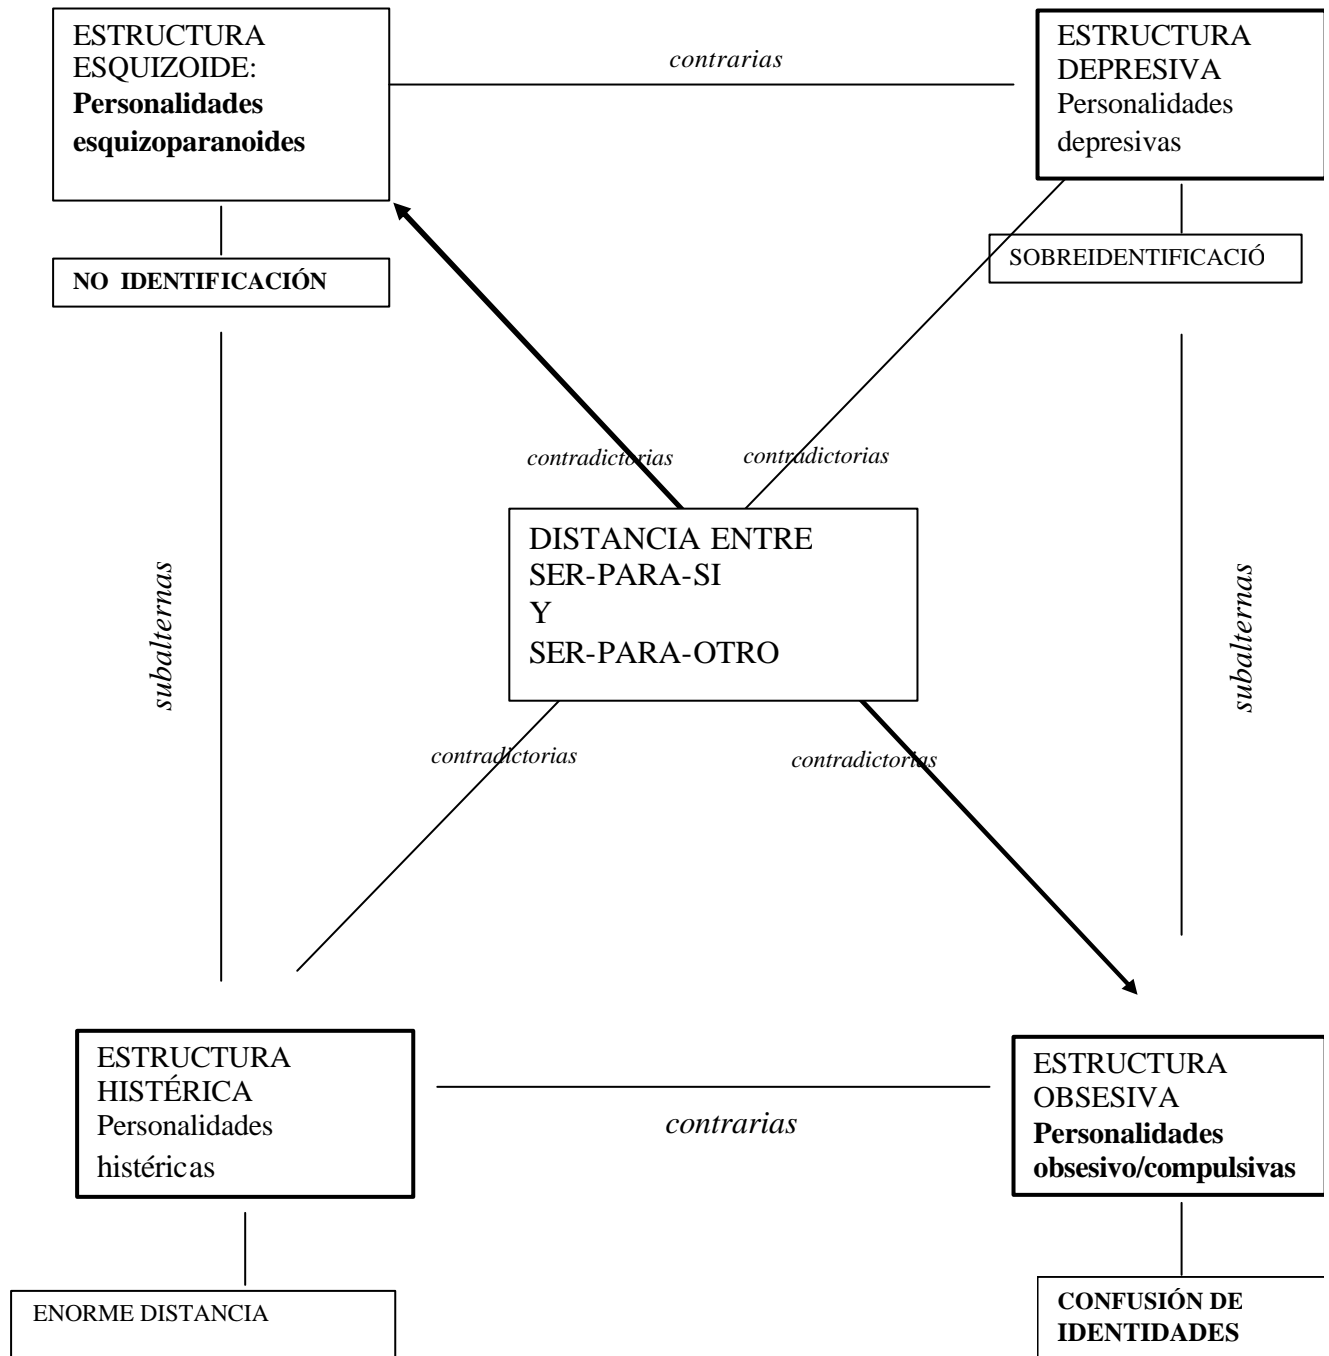 ESTRUCTURA
ESQUIZOIDE:
Personalidades
esquizoparanoides
contrarias
ESTRUCTURA
DEPRESIVA
Personalidades
depresivas
NO IDENTIFICACIÓN
SOBREIDENTIFICACIÓ
contradictorias
contradictorias
DISTANCIA ENTRE
SER-PARA-SI
Y
SER-PARA-OTRO
subalternas
subalternas
contradictorias
contradictorias
ESTRUCTURA
HISTÉRICA
Personalidades
histéricas
contrarias
ESTRUCTURA
OBSESIVA
Personalidades
obsesivo/compulsivas
ENORME DISTANCIA
CONFUSIÓN DE
IDENTIDADES